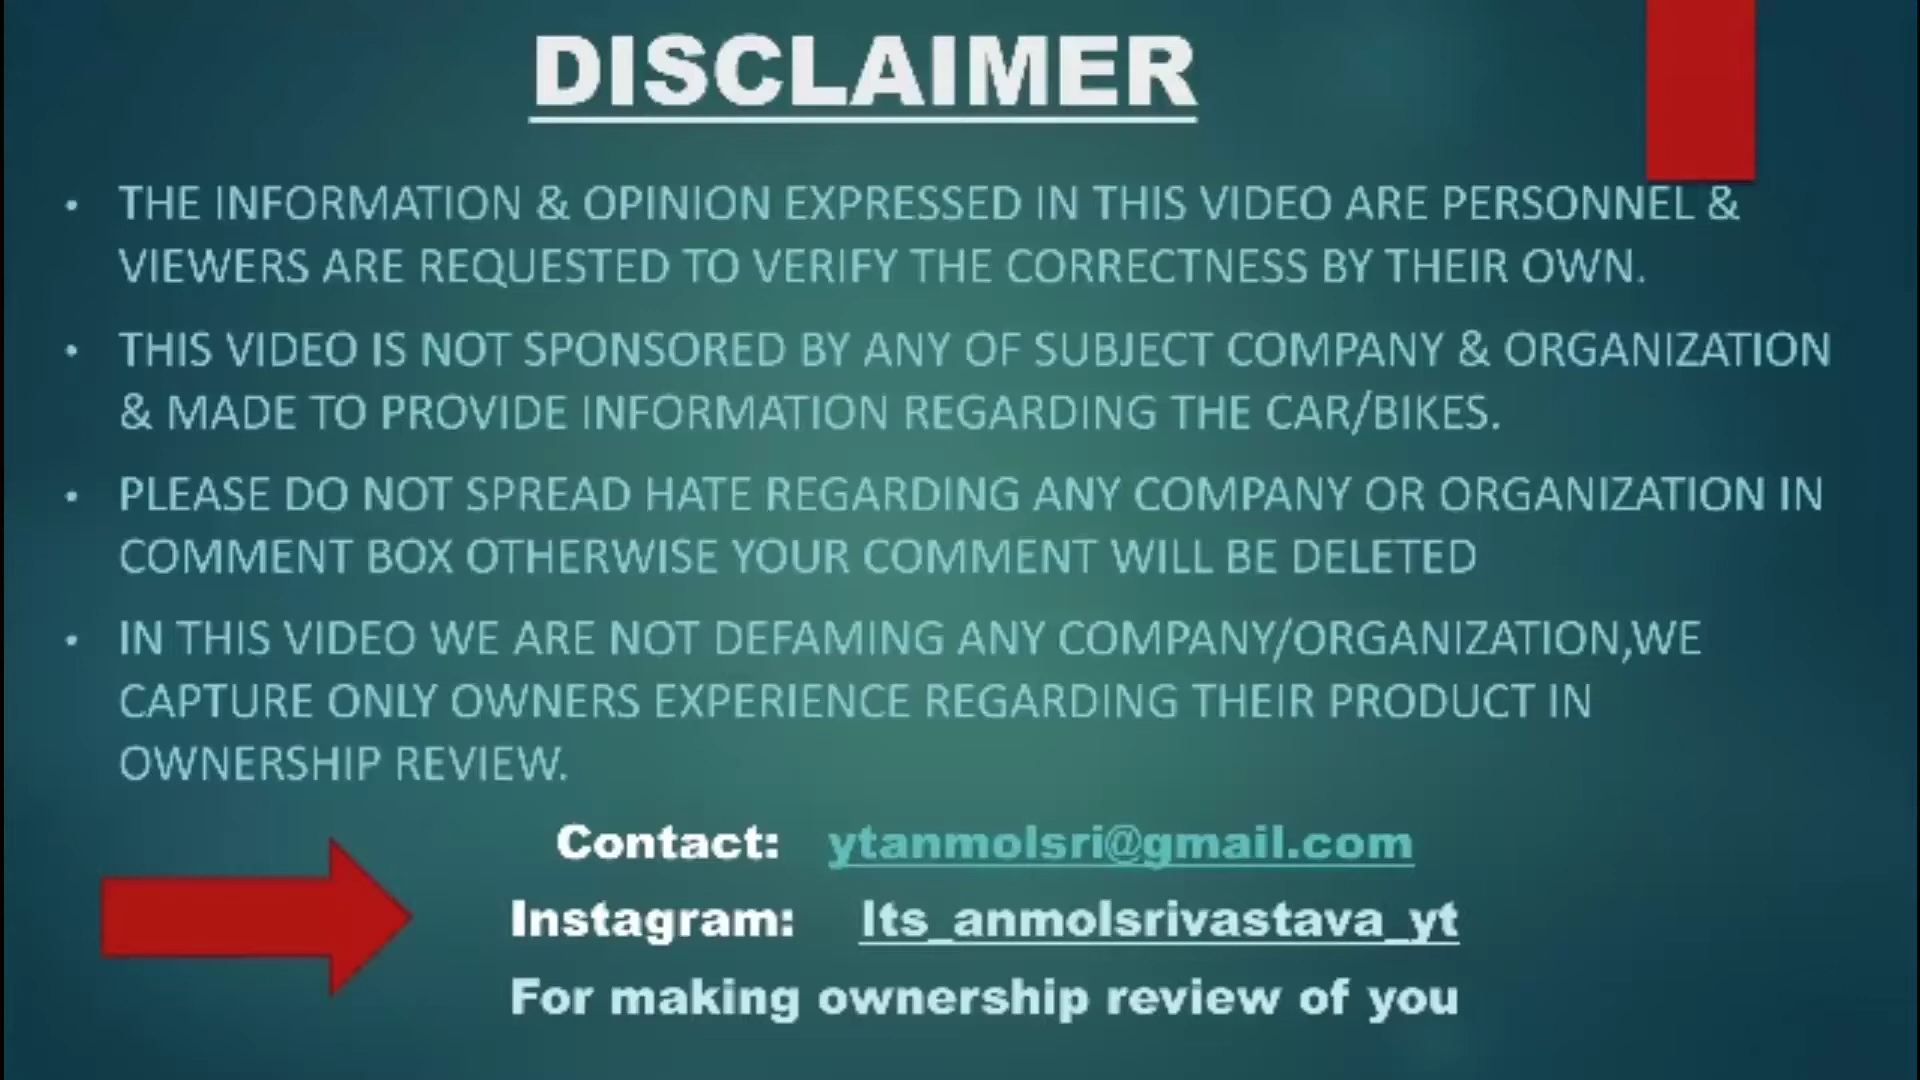 DISCLAIMER
• THE INFORMATION & OPINION EXPRESSED IN THIS VIDEO ARE PERSONNEL &
VIEWERS ARE REQUESTED TO VERIFY THE CORRECTNESS BY THEIR OWN.
• THIS VIDEO IS NOT SPONSORED BY ANY OF SUBJECT COMPANY & ORGANIZATION
& MADE TO PROVIDE INFORMATION REGARDING THE CAR/BIKES.
• PLEASE DO NOT SPREAD HATE REGARDING ANY COMPANY OR ORGANIZATION IN
COMMENT BOX OTHERWISE YOUR COMMENT WILL BE DELETED
• IN THIS VIDEO WE ARE NOT DEFAMING ANY COMPANY/ORGANIZATION,WE
CAPTURE ONLY OWNERS EXPERIENCE REGARDING THEIR PRODUCT IN
OWNERSHIP REVIEW.
Contact: ytanmolsri@gmail.com
Instagram: Its_anmolsrivastava_yt
For making ownership review of you